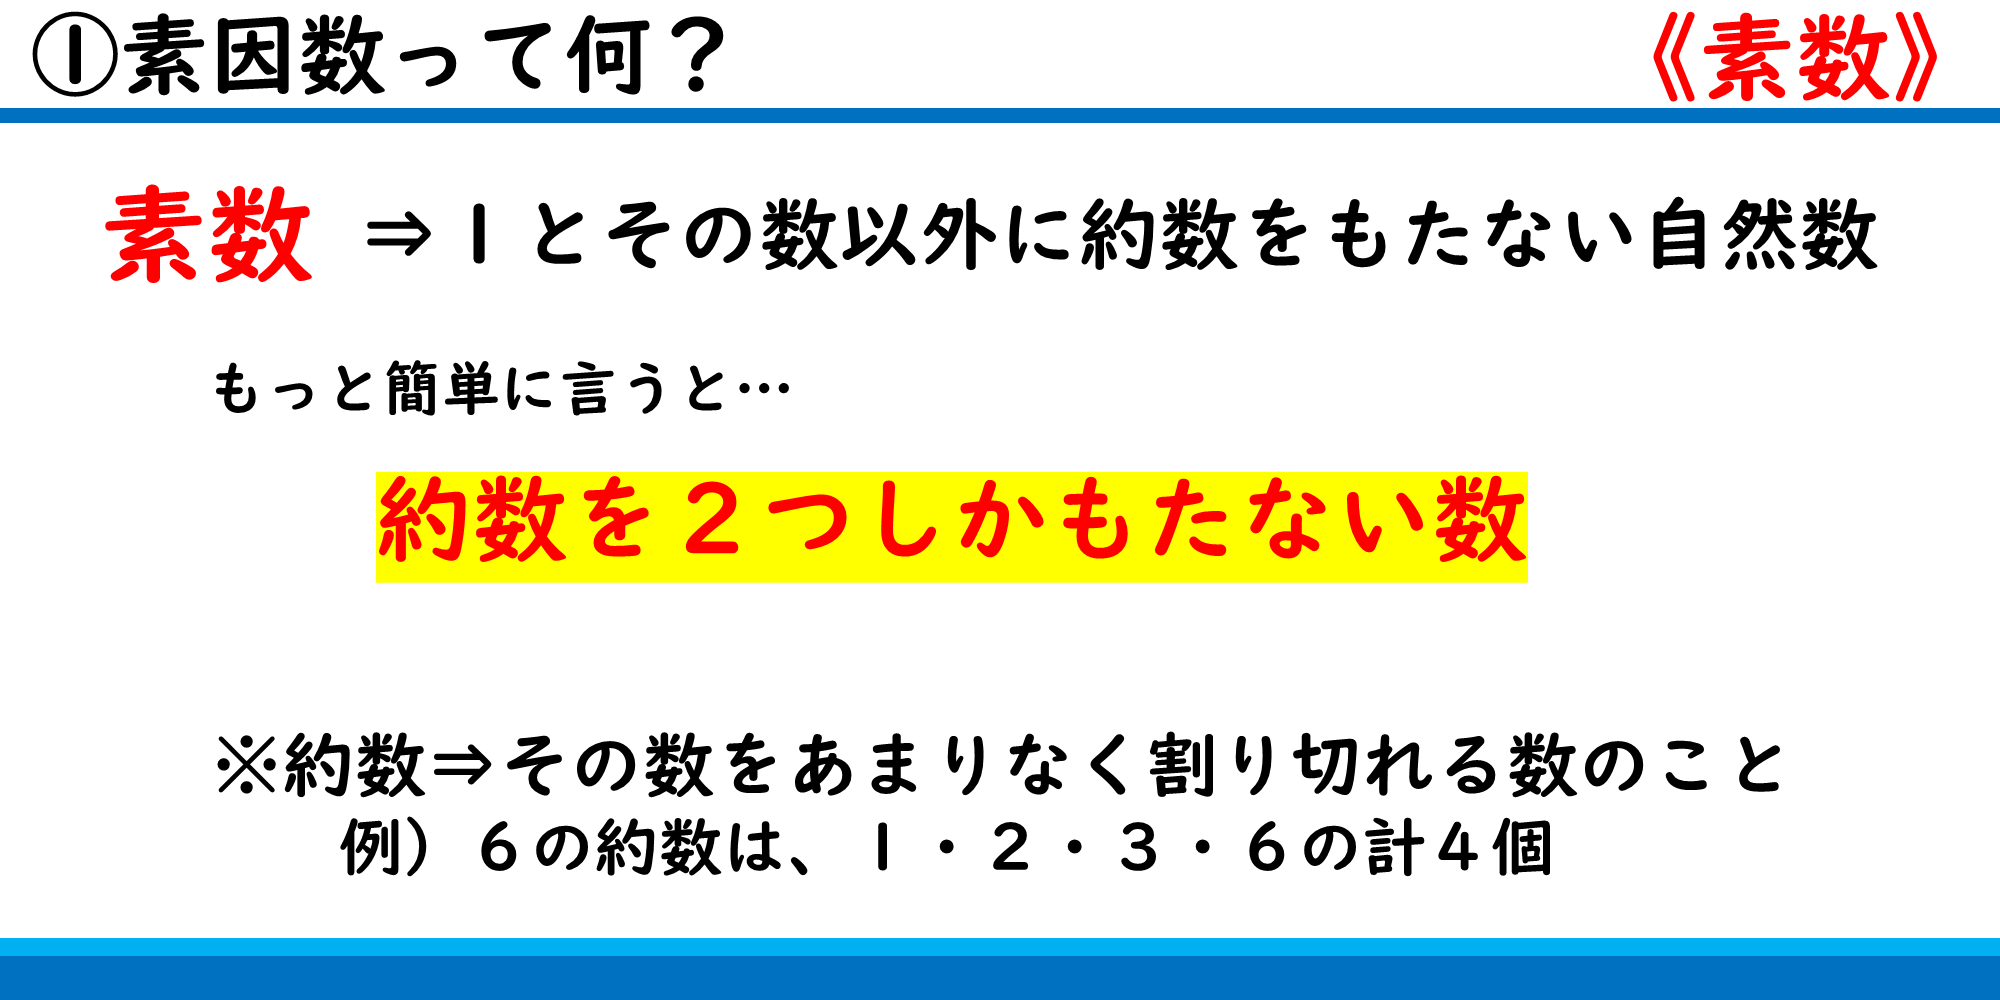 ①素因数って何？
《素数》
素数 ⇒１とその数以外に約数をもたない自然数
もっと簡単に言うと…
約数を２つしかもたない数
※約数⇒その数をあまりなく割り切れる数のこと
例）６の約数は、１・２・３・６の計４個